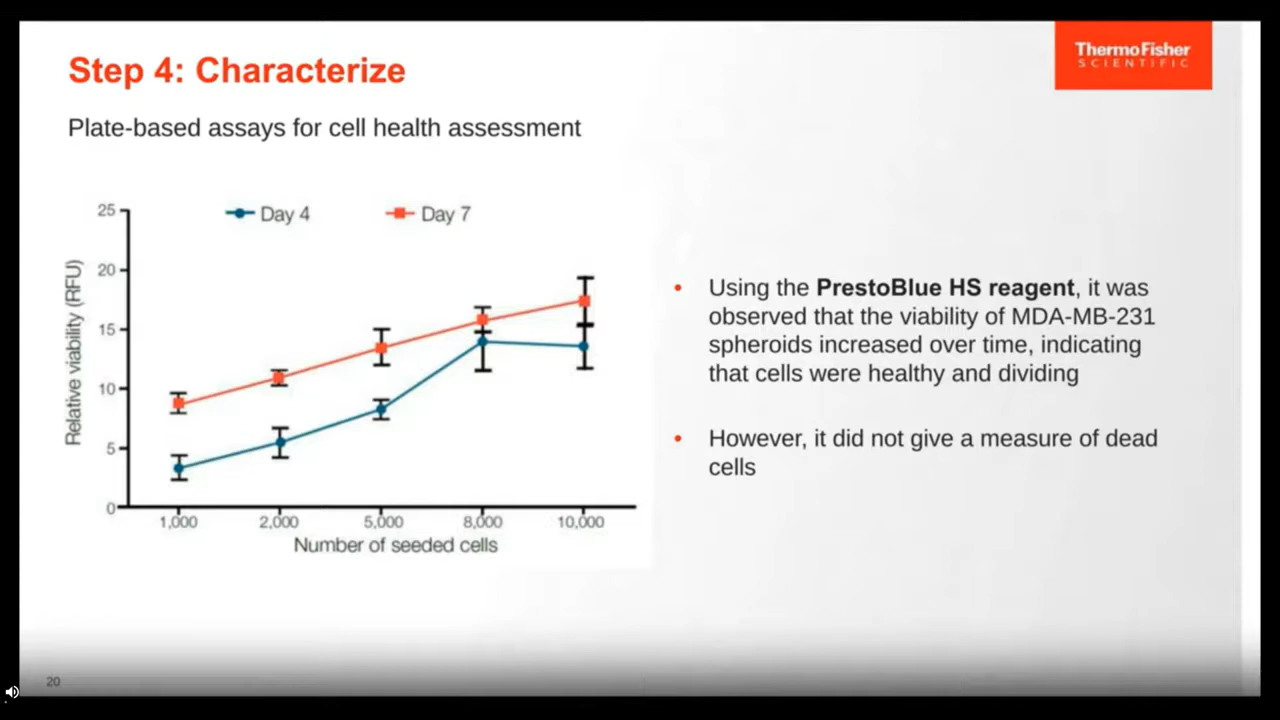 Step 4: Characterize
ThermoFisher
SCIENTIFIC
Plate-based assays for cell health assessment
Day 4
Day 7
25
20
15
10
5
0
Relative viability (RFU)
1,000
2,000
5,000
8,000
10,000
Number of seeded cells
• Using the PrestoBlue HS reagent, it was
observed that the viability of MDA-MB-231
spheroids increased over time, indicating
that cells were healthy and dividing
• However, it did not give a measure of dead
cells
20